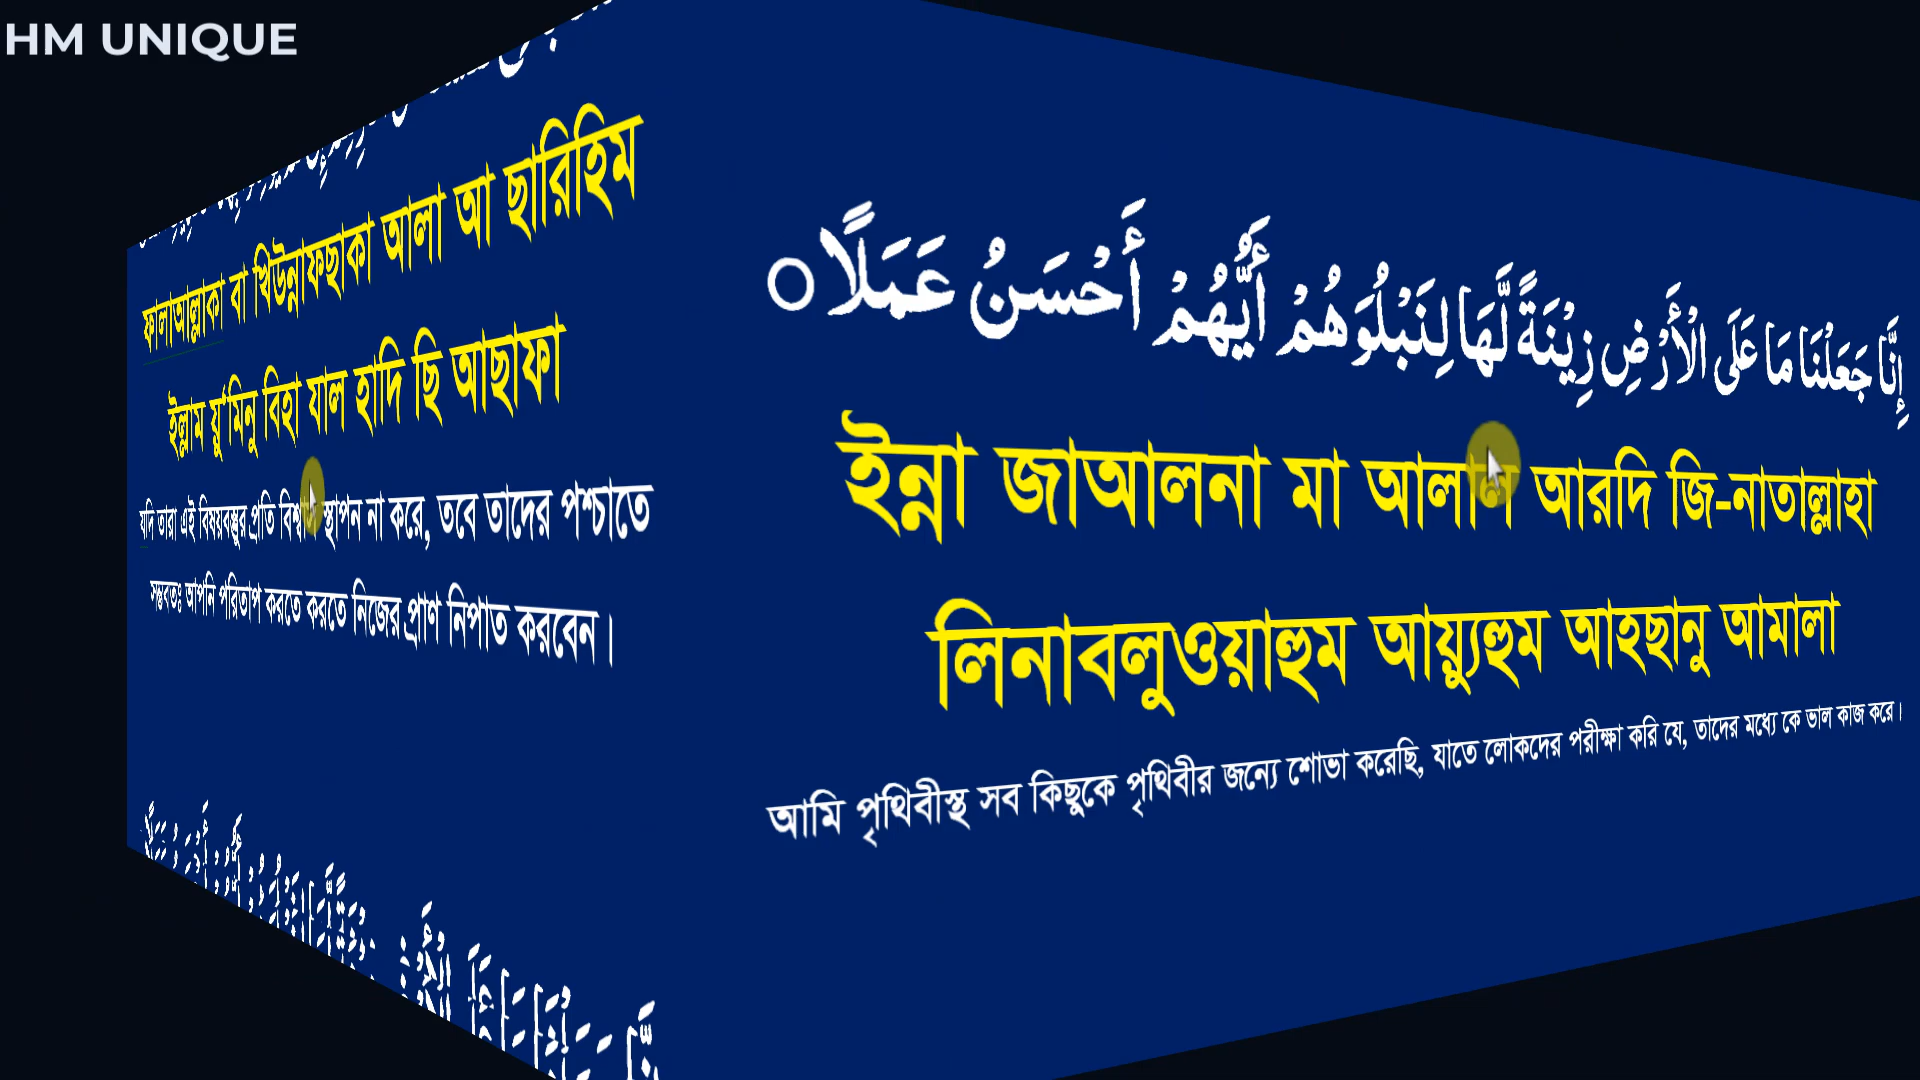 HM UNIQUE
ফালাআল্লাকা বা খিউন্নাফছাকা আলা আ ছারিহিম
ইল্লাম য়ু'মিনু বিহা যাল হাদি ছি আছাফা
যদি তারা এই বিষয়বস্তুর প্রতি বিশ্বাস স্থাপন না করে, তবে তাদের পশ্চাতে
সম্ভবতঃ আপনি পরিতাপ করতে করতে নিজের প্রাণ নিপাত করবেন।
إِنَّا جَعَلْنَا مَا عَلَى الْأَرْضِ زِيْنَةً لَّهَا لِنَبْلُوَهُمْ أَيُّهُمْ أَحْسَنُ عَمَلًا ○
ইন্না জাআলনা মা আলাল আরদি জি-নাতাল্লাহা
লিনাবলুওয়াহুম আয়্যুহুম আহছানু আমালা
আমি পৃথিবীস্থ সব কিছুকে পৃথিবীর জন্যে শোভা করেছি, যাতে লোকদের পরীক্ষা করি যে, তাদের মধ্যে কে ভাল কাজ করে।